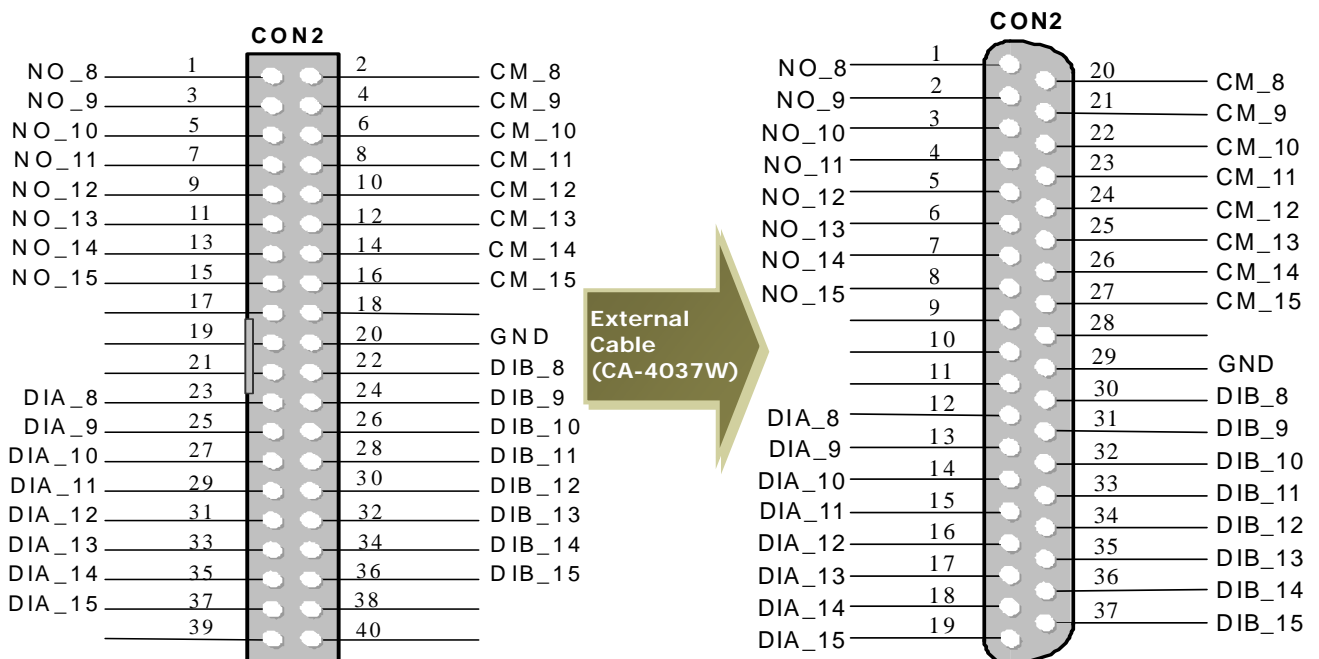 CON2
NO_8 1 2 CM_8
NO_9 3 4 CM_9
NO_10 5 6 CM_10
NO_11 7 8 CM_11
NO_12 9 10 CM_12
NO_13 11 12 CM_13
NO_14 13 14 CM_14
NO_15 15 16 CM_15
17 18
19 20 GND
21 22 DIB_8
DIA_8 23 24 DIB_9
DIA_9 25 26 DIB_10
DIA_10 27 28 DIB_11
DIA_11 29 30 DIB_12
DIA_12 31 32 DIB_13
DIA_13 33 34 DIB_14
DIA_14 35 36 DIB_15
DIA_15 37 38
39 40
External
Cable
(CA-4037W)
CON2
NO_8 1 20 CM_8
NO_9 2 21 CM_9
NO_10 3 22 CM_10
NO_11 4 23 CM_11
NO_12 5 24 CM_12
NO_13 6 25 CM_13
NO_14 7 26 CM_14
NO_15 8 27 CM_15
9 28
10 29 GND
11 30 DIB_8
DIA_8 12 31 DIB_9
DIA_9 13 32 DIB_10
DIA_10 14 33 DIB_11
DIA_11 15 34 DIB_12
DIA_12 16 35 DIB_13
DIA_13 17 36 DIB_14
DIA_14 18 37 DIB_15
DIA_15 19